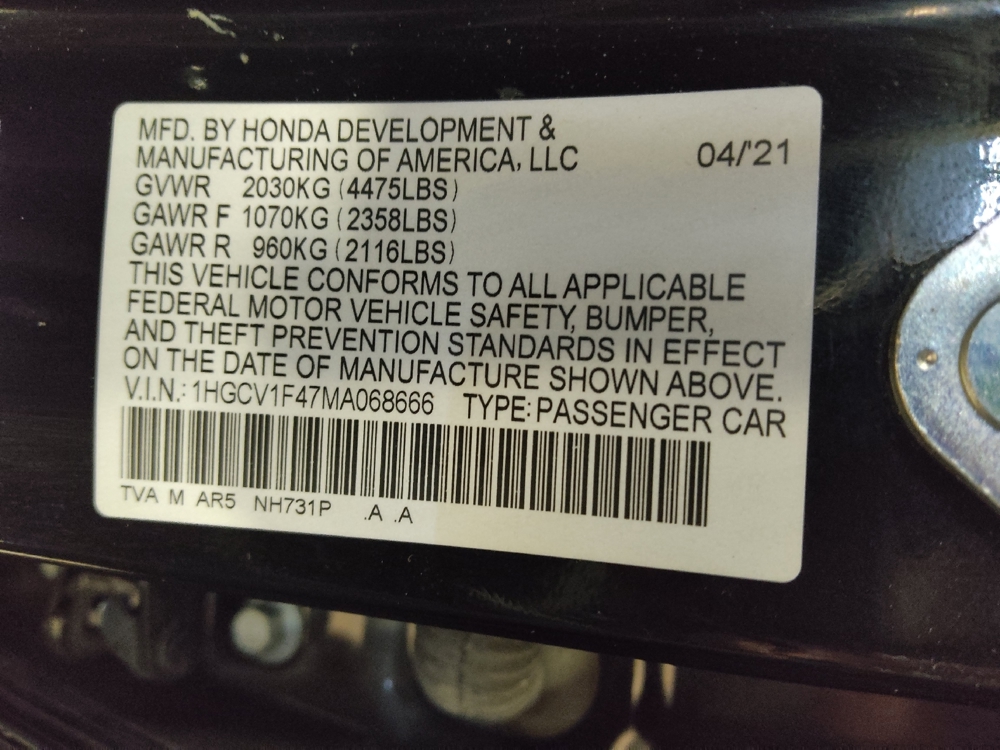 MFD. BY HONDA DEVELOPMENT &
MANUFACTURING OF AMERICA, LLC 04/'21
GVWR 2030KG (4475LBS)
GAWR F 1070KG (2358LBS)
GAWR R 960KG (2116LBS)
THIS VEHICLE CONFORMS TO ALL APPLICABLE
FEDERAL MOTOR VEHICLE SAFETY, BUMPER,
AND THEFT PREVENTION STANDARDS IN EFFECT
ON THE DATE OF MANUFACTURE SHOWN ABOVE.
V.I.N.: 1HGCV1F47MA068666 TYPE: PASSENGER CAR
TVA M AR5 NH731P .A .A